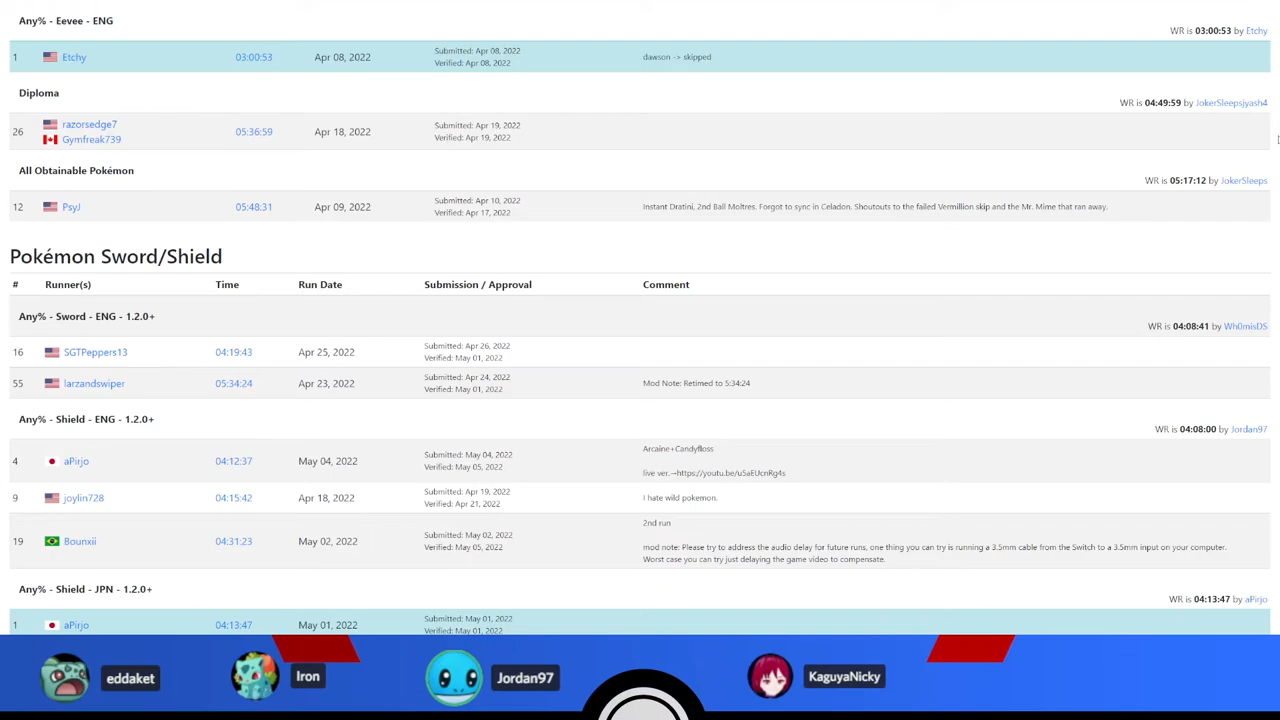 Any% - Eevee - ENG
WR is 03:00:53 by Etchy
1 Etchy 03:00:53 Apr 08, 2022 Submitted: Apr 08, 2022 dawson -> skipped
Verified: Apr 08, 2022
Diploma
WR is 04:49:59 by JokerSleepsjyash4
26 razorsedge7 05:36:59 Apr 18, 2022 Submitted: Apr 19, 2022
Gymfreak739 Verified: Apr 19, 2022
All Obtainable Pokémon
WR is 05:17:12 by JokerSleeps
12 PsyJ 05:48:31 Apr 09, 2022 Submitted: Apr 10, 2022 Instant Dratini, 2nd Ball Moltres. Forgot to sync in Celadon. Shoutouts to the failed Vermillion skip and the Mr. Mime that ran away.
Verified: Apr 17, 2022
Pokémon Sword/Shield
# Runner(s) Time Run Date Submission / Approval Comment
Any% - Sword - ENG - 1.2.0+
WR is 04:08:41 by Wh0misDS
16 SGTPeppers13 04:19:43 Apr 25, 2022 Submitted: Apr 26, 2022
Verified: May 01, 2022
55 larzandswiper 05:34:24 Apr 23, 2022 Submitted: Apr 24, 2022 Mod Note: Retimed to 5:34:24
Verified: May 01, 2022
Any% - Shield - ENG - 1.2.0+
WR is 04:08:00 by Jordan97
4 aPirjo 04:12:37 May 04, 2022 Submitted: May 04, 2022 Arcaine+Candyfloss
Verified: May 05, 2022 live ver.→https://youtu.be/u5aEUcnRg4s
9 joylin728 04:15:42 Apr 18, 2022 Submitted: Apr 19, 2022 I hate wild pokemon.
Verified: Apr 21, 2022
19 Bounxii 04:31:23 May 02, 2022 Submitted: May 02, 2022 2nd run
Verified: May 05, 2022 mod note: Please try to address the audio delay for future runs, one thing you can try is running a 3.5mm cable from the Switch to a 3.5mm input on your computer.
Worst case you can try just delaying the game video to compensate.
Any% - Shield - JPN - 1.2.0+
WR is 04:13:47 by aPirjo
1 aPirjo 04:13:47 May 01, 2022 Submitted: May 01, 2022
Verified: May 01, 2022
eddaket Iron Jordan97 KaguyaNicky